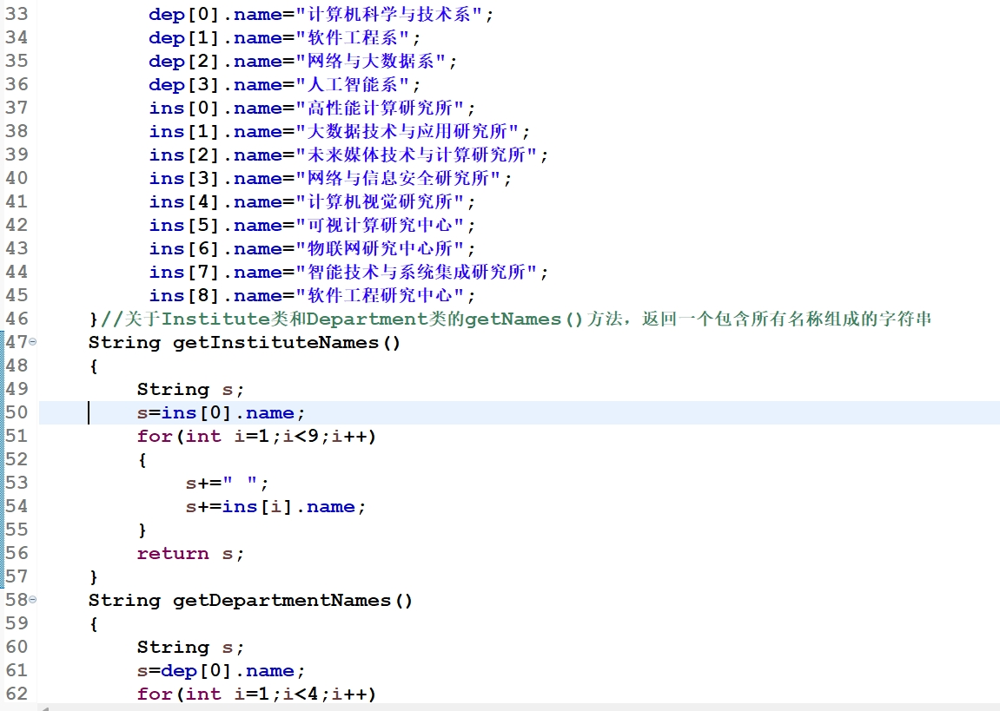 33 dep[0].name="计算机科学与技术系";
34 dep[1].name="软件工程系";
35 dep[2].name="网络与大数据系";
36 dep[3].name="人工智能系";
37 ins[0].name="高性能计算研究所";
38 ins[1].name="大数据技术与应用研究所";
39 ins[2].name="未来媒体技术与计算研究所";
40 ins[3].name="网络与信息安全研究所";
41 ins[4].name="计算机视觉研究所";
42 ins[5].name="可视计算研究中心";
43 ins[6].name="物联网研究中心所";
44 ins[7].name="智能技术与系统集成研究所";
45 ins[8].name="软件工程研究中心";
46 }//关于Institute类和Department类的getNames()方法，返回一个包含所有名称组成的字符串
47 String getInstituteNames()
48 {
49 String s;
50 s=ins[0].name;
51 for(int i=1;i<9;i++)
52 {
53 s+=" ";
54 s+=ins[i].name;
55 }
56 return s;
57 }
58 String getDepartmentNames()
59 {
60 String s;
61 s=dep[0].name;
62 for(int i=1;i<4;i++)